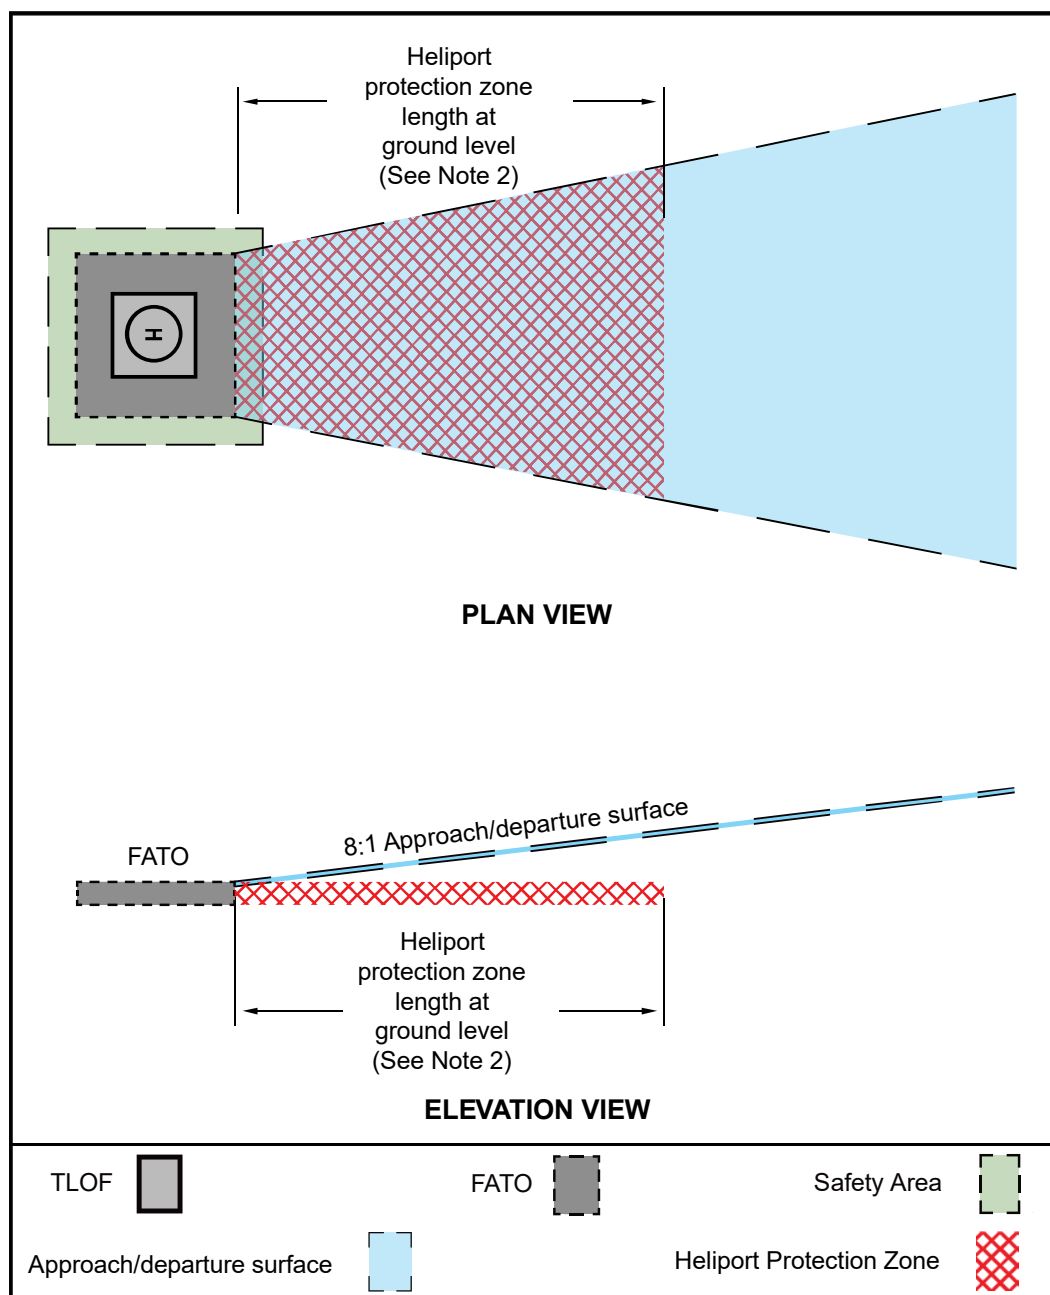 Heliport
protection zone
length at
ground level
(See Note 2)
H
PLAN VIEW
8:1 Approach/departure surface
FATO
Heliport
protection zone
length at
ground level
(See Note 2)
ELEVATION VIEW
TLOF
FATO
Safety Area
Approach/departure surface
Heliport Protection Zone